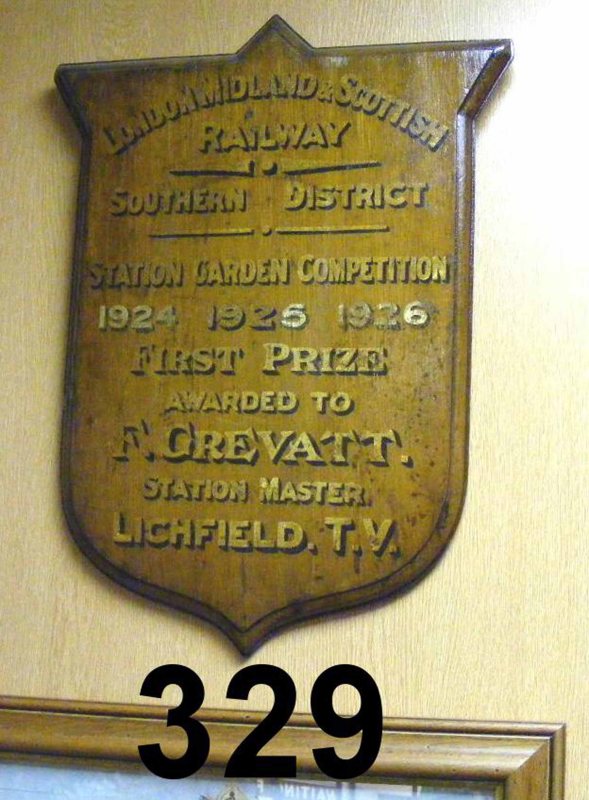 LONDON MIDLAND & SCOTTISH
RAILWAY
SOUTHERN DISTRICT
STATION GARDEN COMPETITION
1924 1925 1926
FIRST PRIZE
AWARDED TO
F. GREVATT.
STATION MASTER.
LICHFIELD. T.V.
329